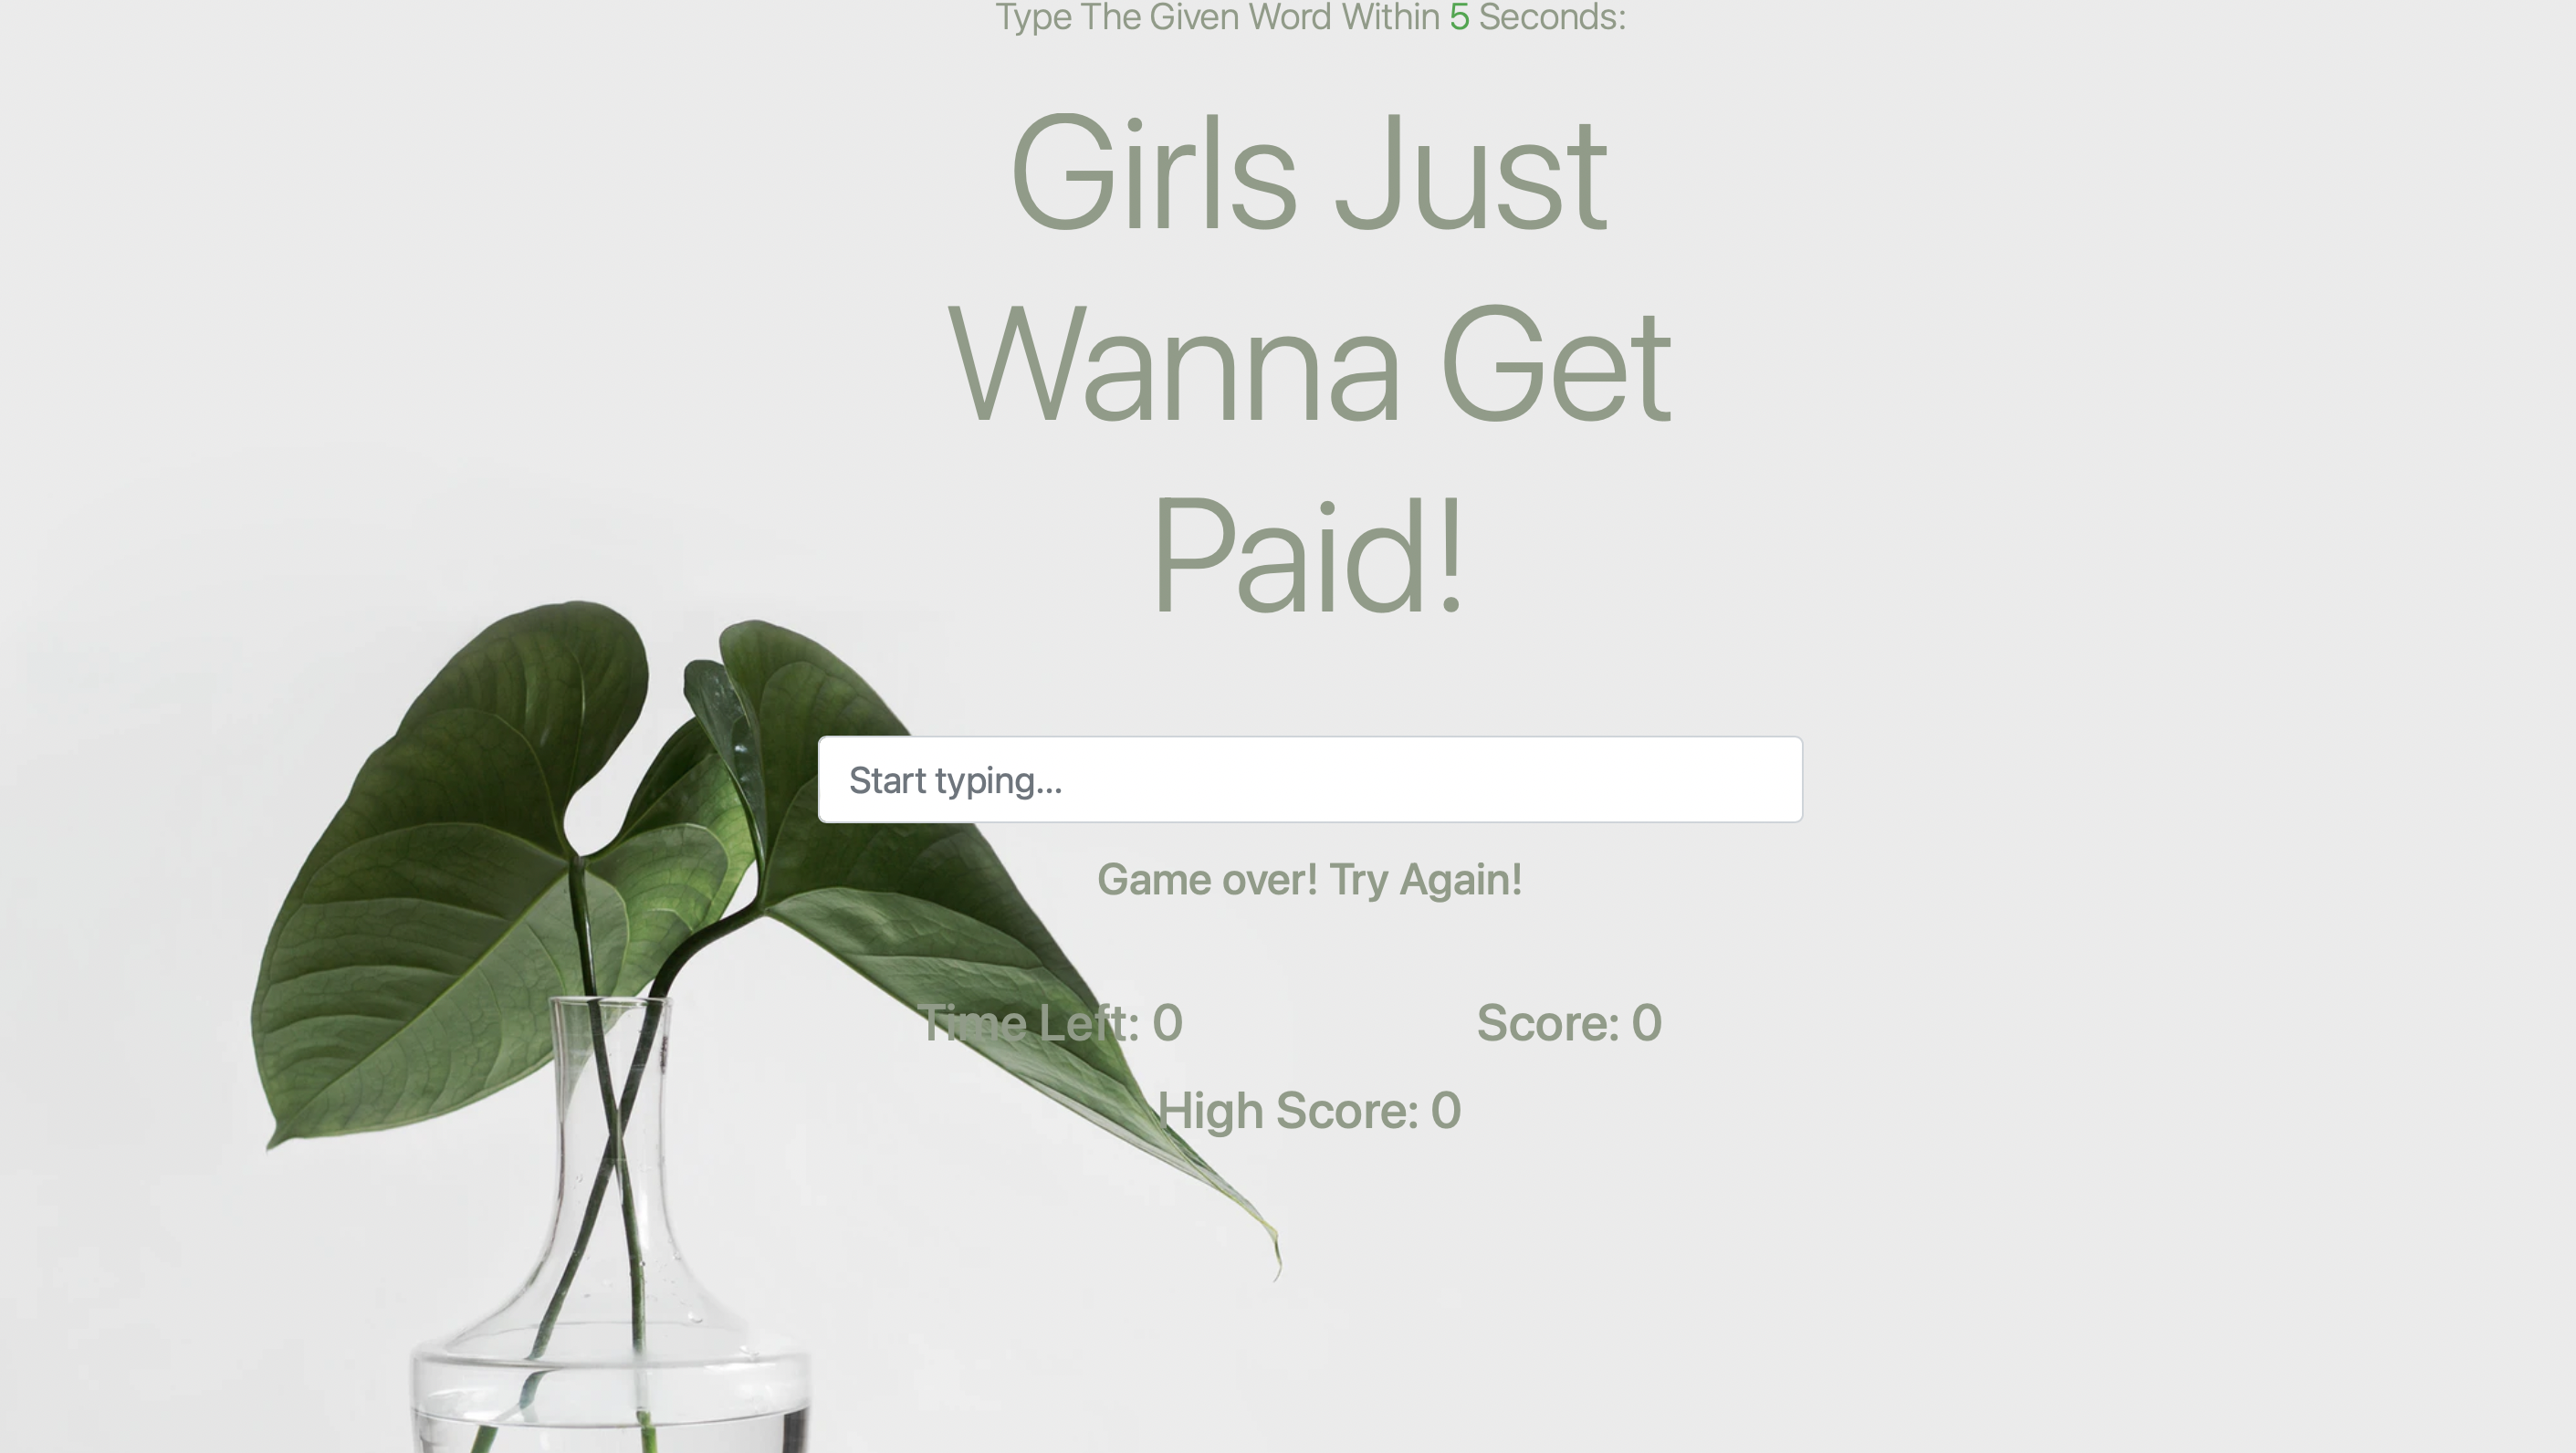 Type The Given Word Within 5 Seconds:
Girls Just
Wanna Get
Paid!
Start typing...
Game over! Try Again!
Time Left: 0
Score: 0
High Score: 0